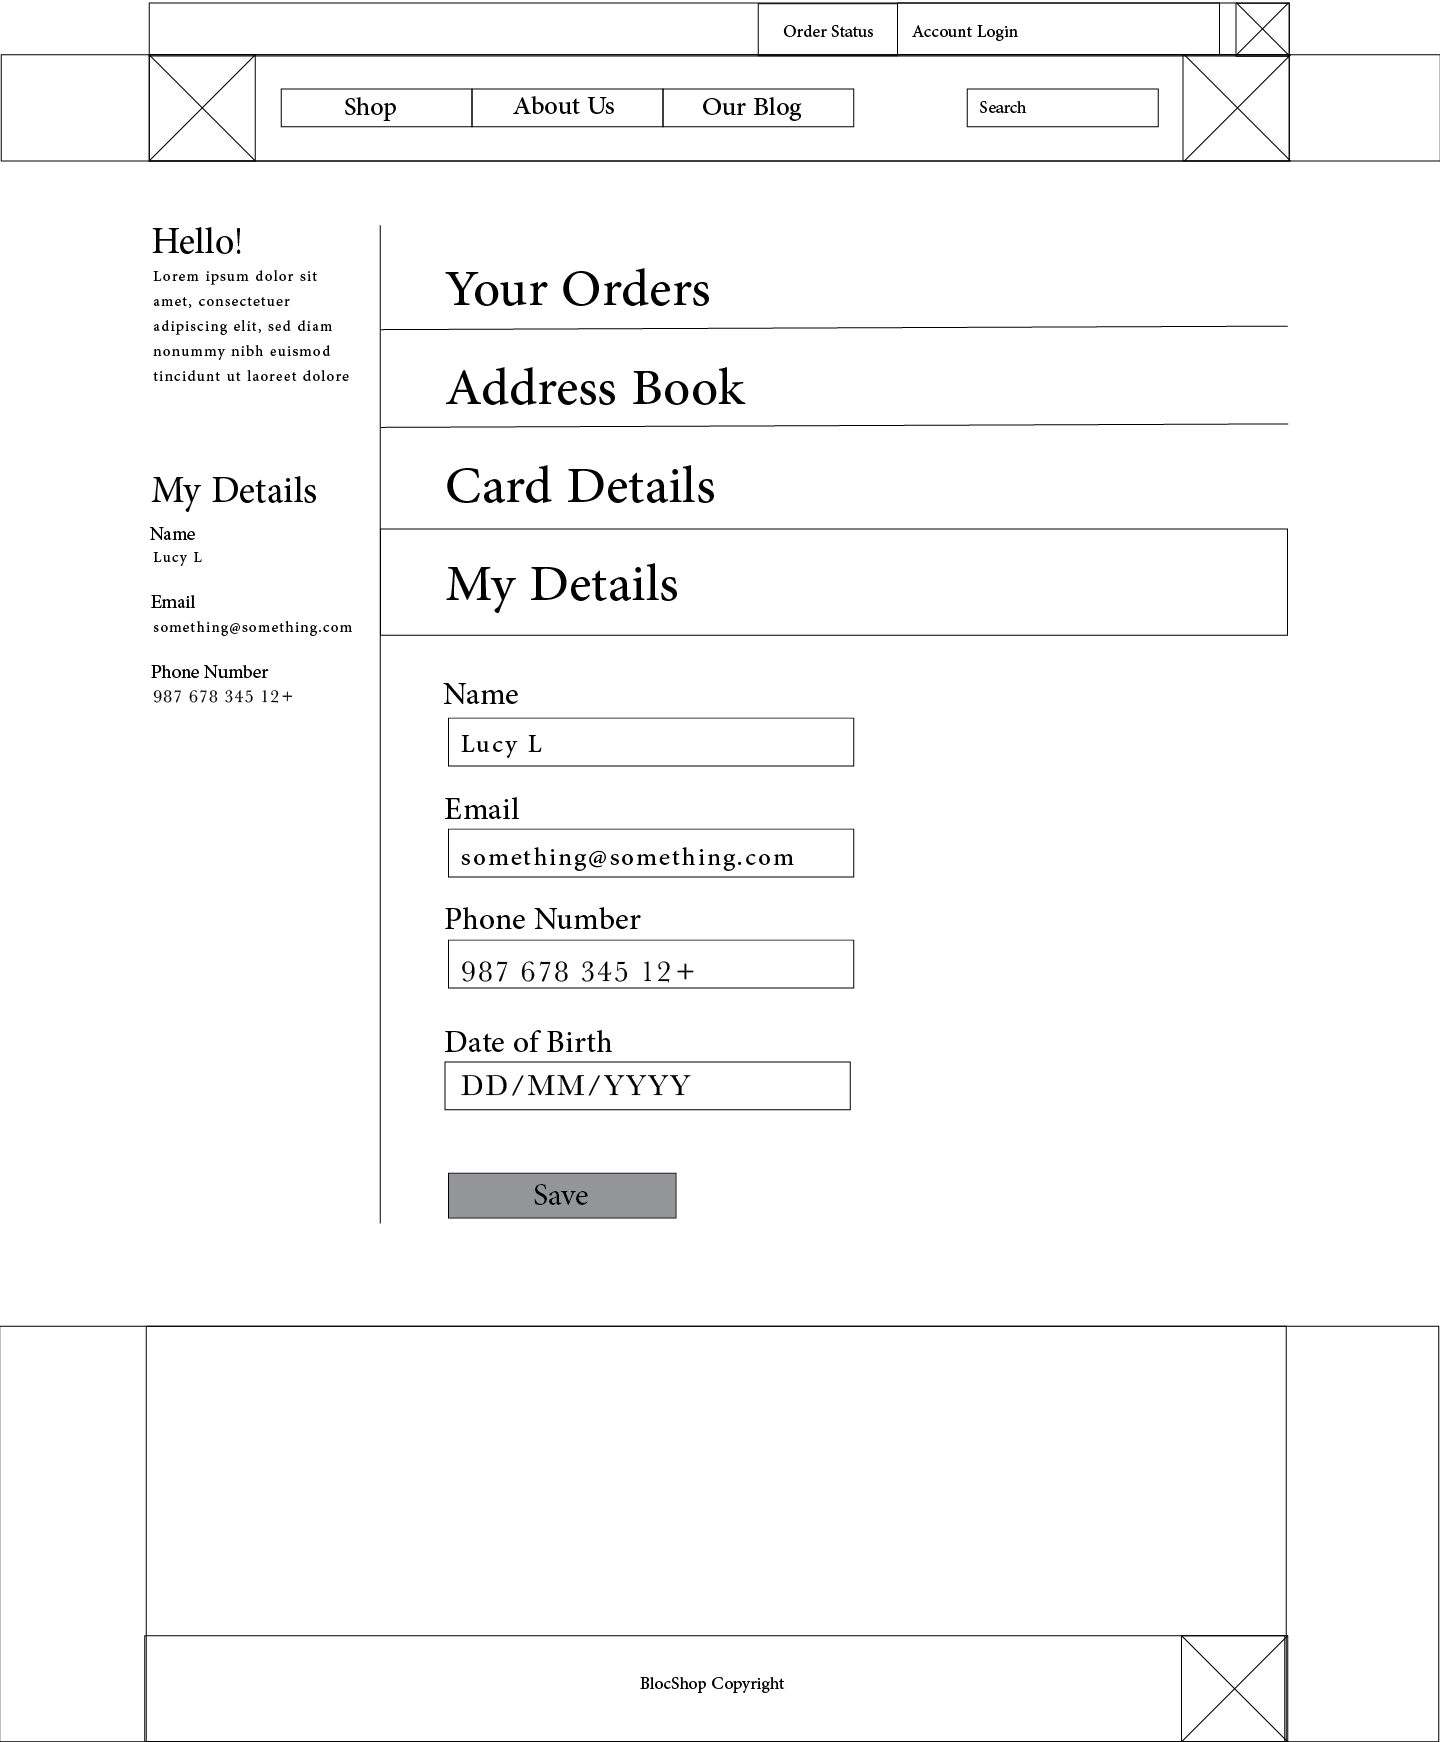 Order Status
Account Login
Shop
About Us
Our Blog
Search
Hello!
Lorem ipsum dolor sit
amet, consectetuer
adipiscing elit, sed diam
nonummy nibh euismod
tincidunt ut laoreet dolore
My Details
Name
Lucy L
Email
something@something.com
Phone Number
987 678 345 12+
Your Orders
Address Book
Card Details
My Details
Name
Lucy L
Email
something@something.com
Phone Number
987 678 345 12+
Date of Birth
DD/MM/YYYY
Save
BlocShop Copyright